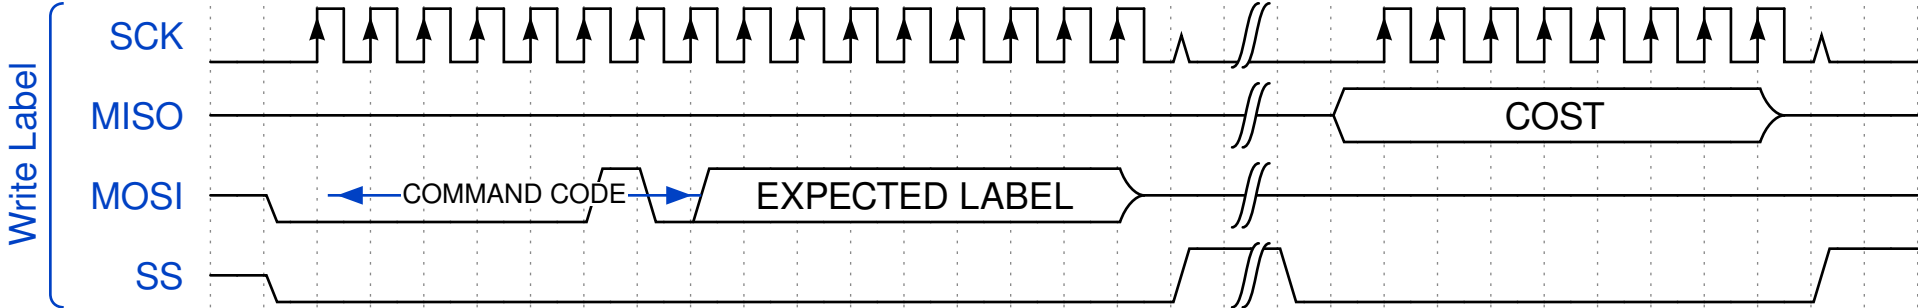 Write Label
SCK
MISO
COST
MOSI
COMMAND CODE
EXPECTED LABEL
SS